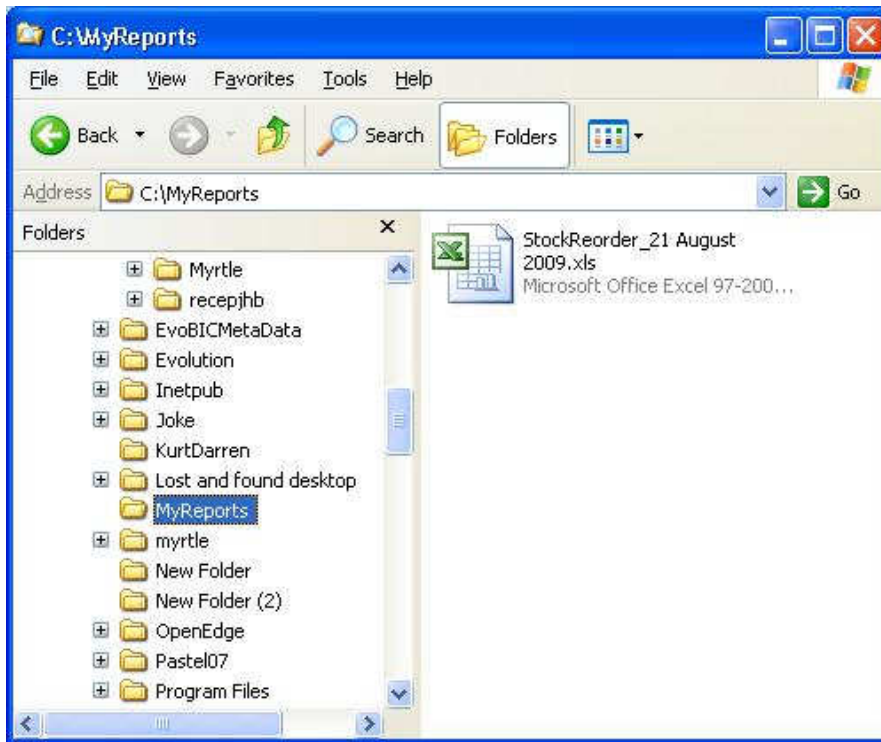 C:\MyReports
File Edit View Favorites Tools Help
Back Search Folders
Address C:\MyReports Go
Folders
Myrtle
recepjhb
EvoBICMetaData
Evolution
Inetpub
Joke
KurtDarren
Lost and found desktop
MyReports
myrtle
New Folder
New Folder (2)
OpenEdge
Pastel07
Program Files
StockReorder_21 August
2009.xls
Microsoft Office Excel 97-200...